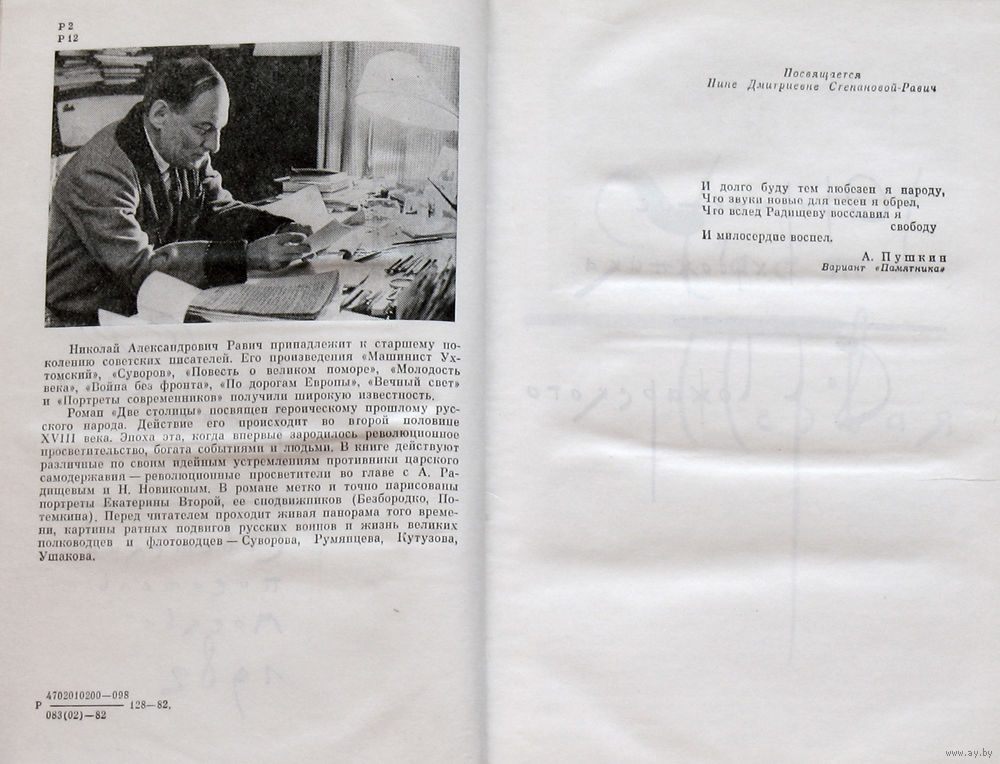 Р 2
Р 12
Николай Александрович Равич принадлежит к старшему по-
колению советских писателей. Его произведения «Машинист Ух-
томский», «Суворов», «Повесть о великом поморе», «Молодость
века», «Война без фронта», «По дорогам Европы», «Вечный свет»
и «Портреты современников» получили широкую известность.
Роман «Две столицы» посвящен героическому прошлому рус-
ского народа. Действие его происходит во второй половине
XVIII века. Эпоха эта, когда впервые зародилось революционное
просветительство, богата событиями и людьми. В книге действуют
различные по своим идейным устремлениям противники царского
самодержавия — революционные просветители во главе с А. Ра-
дищевым и Н. Новиковым. В романе метко и точно нарисованы
портреты Екатерины Второй, ее сподвижников (Безбородко, По-
темкина). Перед читателем проходит живая панорама того време-
ни, картины ратных подвигов русских воинов и жизнь великих
полководцев и флотоводцев — Суворова, Румянцева, Кутузова,
Ушакова.
4702010200—098
Р 128—82.
083(02)—82
Посвящается
Нине Дмитриевне Степановой-Равич
И долго буду тем любезен я народу,
Что звуки новые для песен я обрел,
Что вслед Радищеву восславил я
свободу
И милосердие воспел.
А. Пушкин
Вариант «Памятника»
www.ay.by